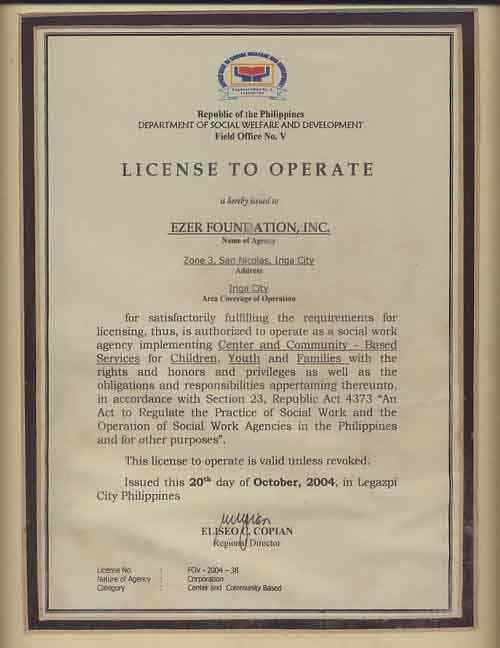 Republic of the Philippines
DEPARTMENT OF SOCIAL WELFARE AND DEVELOPMENT
Field Office No. V
LICENSE TO OPERATE
is hereby issued to
EZER FOUNDATION, INC.
Name of Agency
Zone 3, San Nicolas, Iriga City
Address
Iriga City
Area Coverage of Operation
for satisfactorily fulfilling the requirements for
licensing, thus, is authorized to operate as a social work
agency implementing Center and Community – Based
Services for Children, Youth and Families with the
rights and honors and privileges as well as the
obligations and responsibilities appertaining thereunto,
in accordance with Section 23, Republic Act 4373 "An
Act to Regulate the Practice of Social Work and the
Operation of Social Work Agencies in the Philippines
and for other purposes".
This license to operate is valid unless revoked.
Issued this 20th day of October, 2004, in Legazpi
City Philippines
ELISEO C. COPIAN
Regional Director
License No. : FOV - 2004 – 38
Nature of Agency : Corporation
Category : Center and Community Based